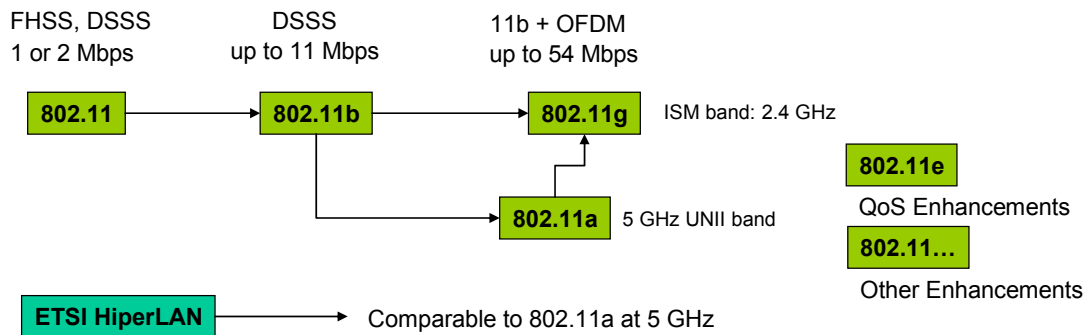 FHSS, DSSS
1 or 2 Mbps
DSSS
up to 11 Mbps
11b + OFDM
up to 54 Mbps
802.11
802.11b
802.11g
ISM band: 2.4 GHz
802.11a
5 GHz UNII band
802.11e
QoS Enhancements
802.11…
Other Enhancements
ETSI HiperLAN
Comparable to 802.11a at 5 GHz